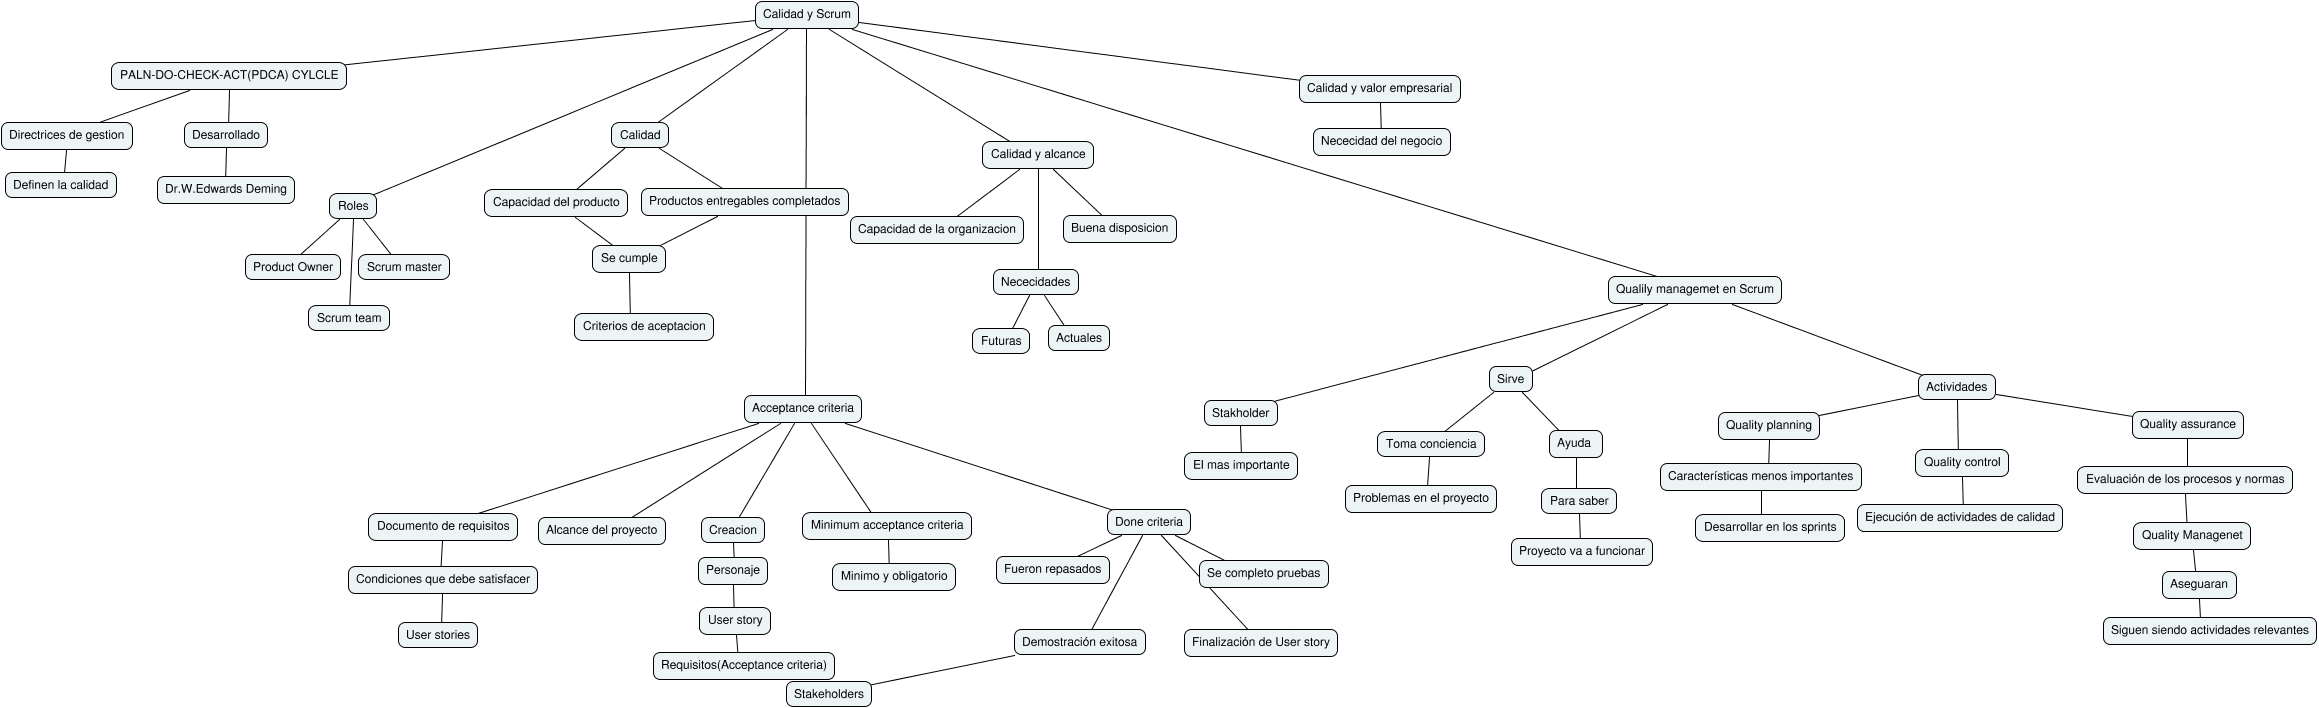 Calidad y Scrum
PALN-DO-CHECK-ACT(PDCA) CYLCLE
Calidad y valor empresarial
Directrices de gestion
Desarrollado
Calidad
Nececidad del negocio
Calidad y alcance
Definen la calidad
Dr.W.Edwards Deming
Roles
Capacidad del producto
Productos entregables completados
Capacidad de la organizacion
Buena disposicion
Product Owner
Scrum master
Se cumple
Nececidades
Qualily managemet en Scrum
Scrum team
Criterios de aceptacion
Futuras
Actuales
Sirve
Actividades
Acceptance criteria
Stakholder
Quality planning
Quality assurance
Toma conciencia
Ayuda
El mas importante
Quality control
Características menos importantes
Evaluación de los procesos y normas
Problemas en el proyecto
Para saber
Documento de requisitos
Alcance del proyecto
Creacion
Minimum acceptance criteria
Done criteria
Desarrollar en los sprints
Ejecución de actividades de calidad
Quality Managenet
Proyecto va a funcionar
Condiciones que debe satisfacer
Personaje
Minimo y obligatorio
Fueron repasados
Se completo pruebas
Aseguaran
User stories
User story
Demostración exitosa
Finalización de User story
Siguen siendo actividades relevantes
Requisitos(Acceptance criteria)
Stakeholders